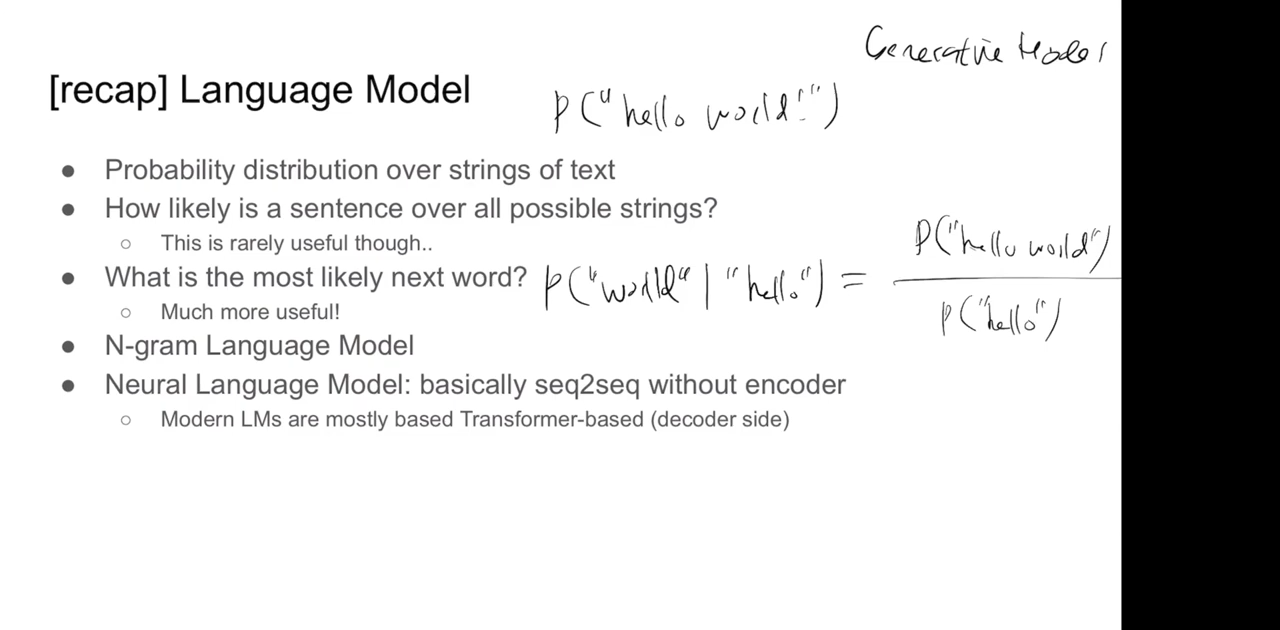 Generative Model
[recap] Language Model
P("hello world!")
● Probability distribution over strings of text
● How likely is a sentence over all possible strings?
○ This is rarely useful though..
● What is the most likely next word?
P("world" | "hello") = P("hello world") / P("hello")
○ Much more useful!
● N-gram Language Model
● Neural Language Model: basically seq2seq without encoder
○ Modern LMs are mostly based Transformer-based (decoder side)